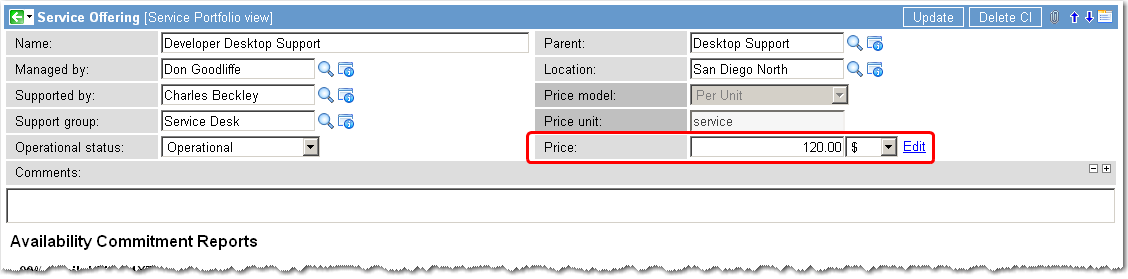 Service Offering [Service Portfolio view] Update Delete CI
Name: Developer Desktop Support Parent: Desktop Support
Managed by: Don Goodliffe Location: San Diego North
Supported by: Charles Beckley Price model: Per Unit
Support group: Service Desk Price unit: service
Operational status: Operational Price: 120.00 $ Edit
Comments:
Availability Commitment Reports